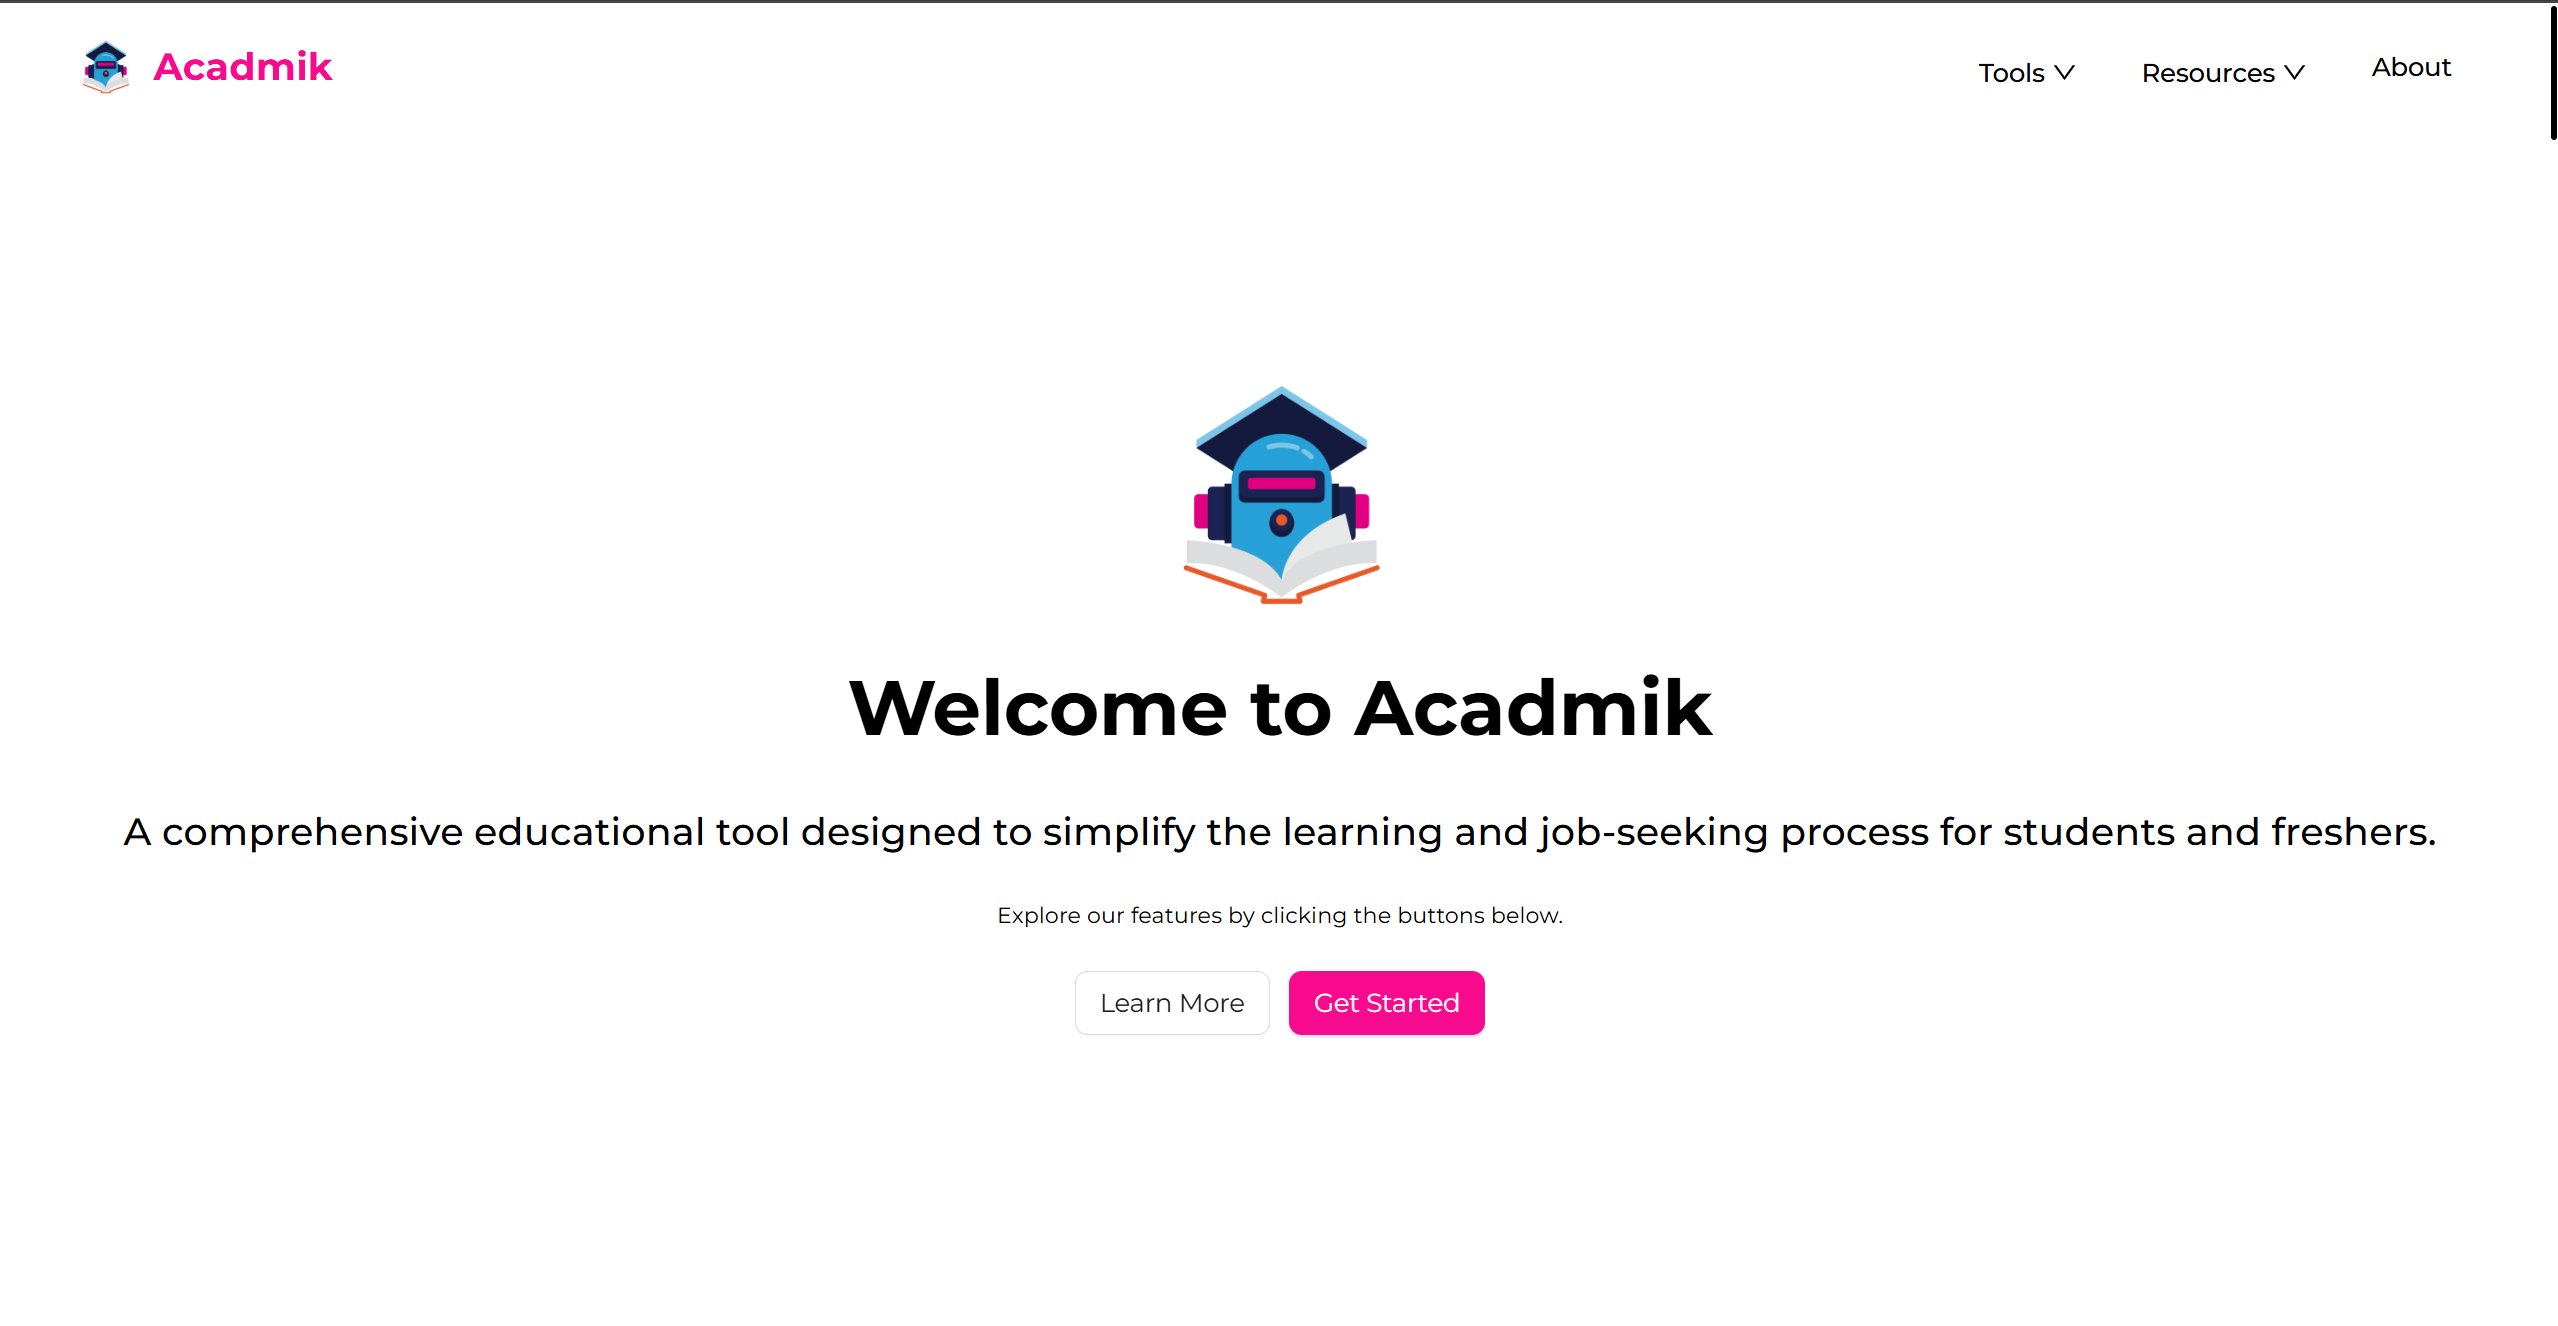 Acadmik
Tools
Resources
About
Welcome to Acadmik
A comprehensive educational tool designed to simplify the learning and job-seeking process for students and freshers.
Explore our features by clicking the buttons below.
Learn More
Get Started